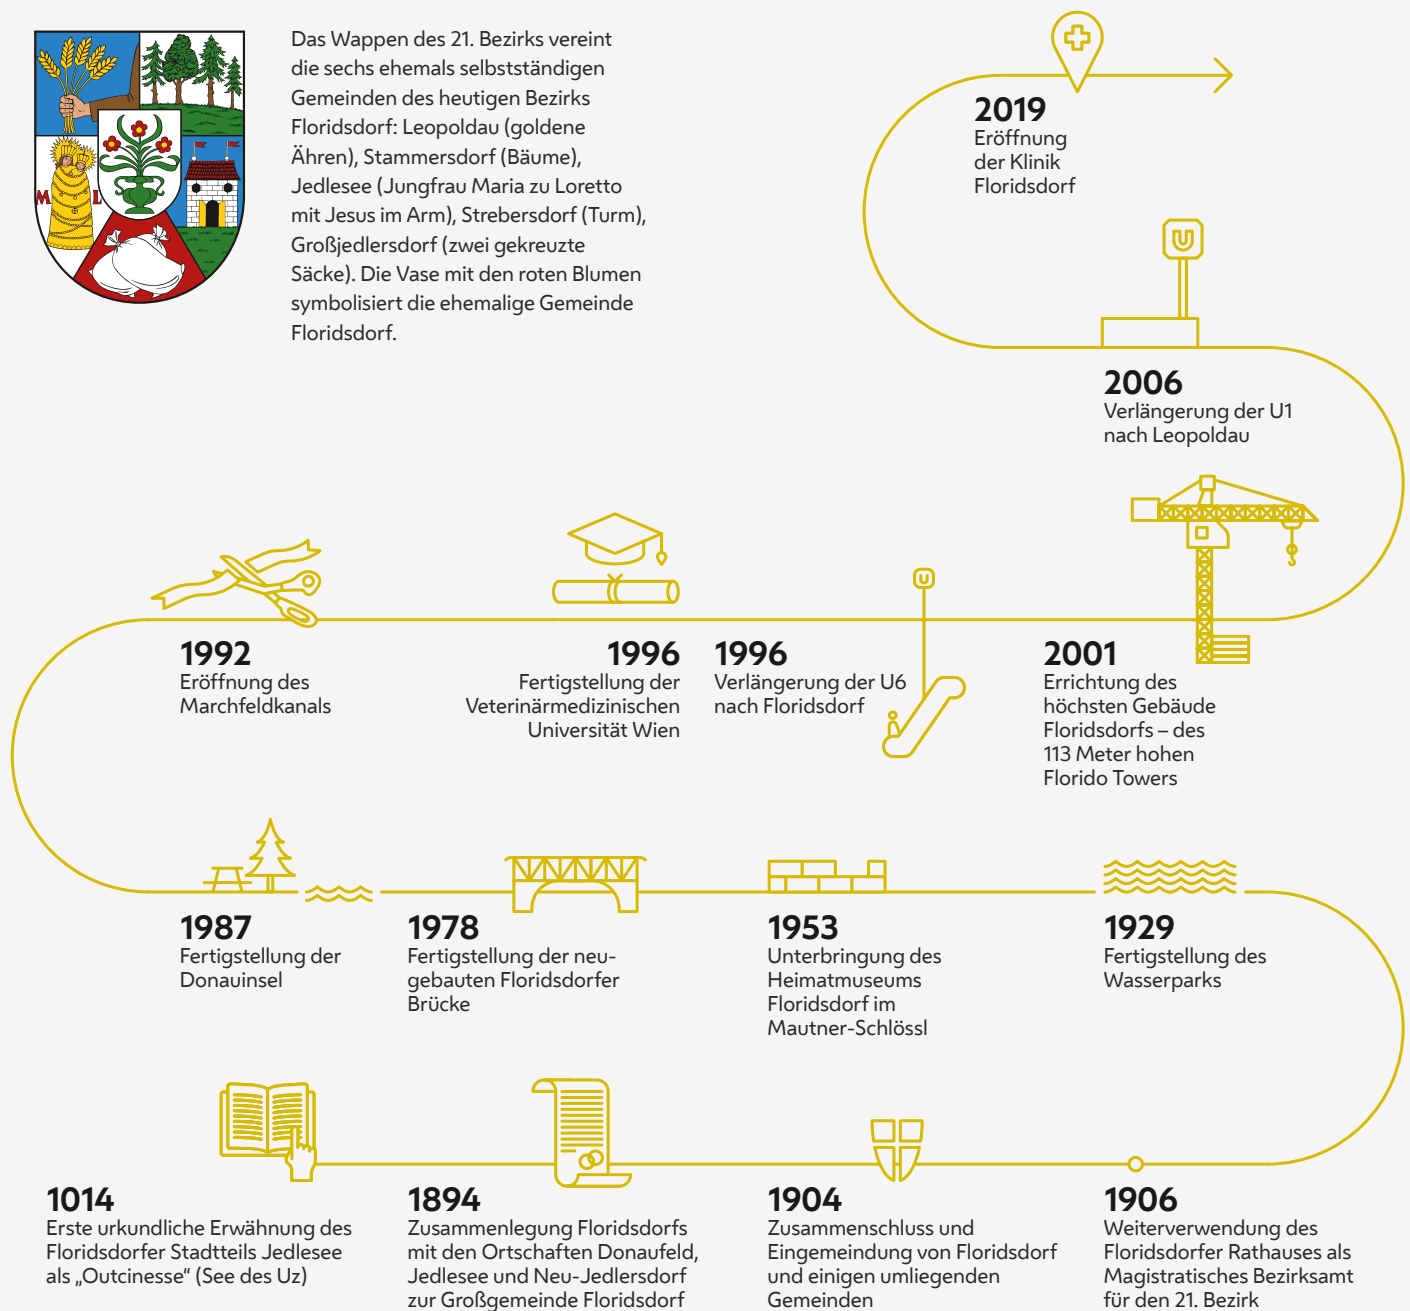 Das Wappen des 21. Bezirks vereint
die sechs ehemals selbstständigen
Gemeinden des heutigen Bezirks
Floridsdorf: Leopoldau (goldene
Ähren), Stammersdorf (Bäume),
Jedlesee (Jungfrau Maria zu Loretto
mit Jesus im Arm), Strebersdorf (Turm),
Großjedlersdorf (zwei gekreuzte
Säcke). Die Vase mit den roten Blumen
symbolisiert die ehemalige Gemeinde
Floridsdorf.
M L
2019
Eröffnung
der Klinik
Floridsdorf
U
2006
Verlängerung der U1
nach Leopoldau
1992
Eröffnung des
Marchfeldkanals
1996
Fertigstellung der
Veterinärmedizinischen
Universität Wien
U
1996
Verlängerung der U6
nach Floridsdorf
2001
Errichtung des
höchsten Gebäude
Floridsdorfs – des
113 Meter hohen
Florido Towers
1987
Fertigstellung der
Donauinsel
1978
Fertigstellung der neu-
gebauten Floridsdorfer
Brücke
1953
Unterbringung des
Heimatmuseums
Floridsdorf im
Mautner-Schlössl
1929
Fertigstellung des
Wasserparks
1014
Erste urkundliche Erwähnung des
Floridsdorfer Stadtteils Jedlesee
als „Outcinesse“ (See des Uz)
1894
Zusammenlegung Floridsdorfs
mit den Ortschaften Donaufeld,
Jedlesee und Neu-Jedlersdorf
zur Großgemeinde Floridsdorf
1904
Zusammenschluss und
Eingemeindung von Floridsdorf
und einigen umliegenden
Gemeinden
1906
Weiterverwendung des
Floridsdorfer Rathauses als
Magistratisches Bezirksamt
für den 21. Bezirk